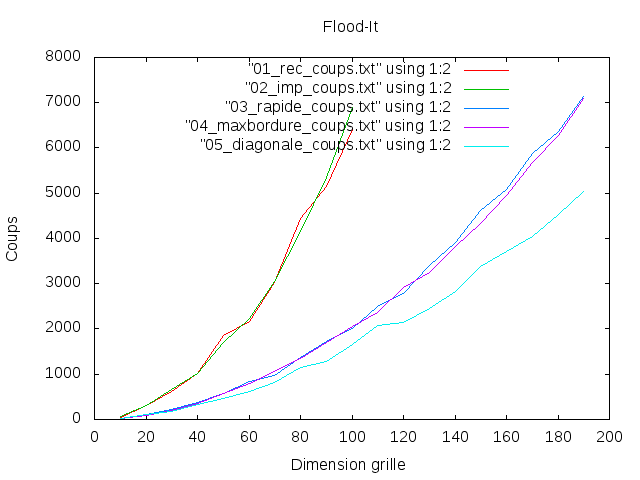 Flood-It
8000
7000
6000
5000
4000
3000
2000
1000
0
Coups
"01_rec_coups.txt" using 1:2
"02_imp_coups.txt" using 1:2
"03_rapide_coups.txt" using 1:2
"04_maxbordure_coups.txt" using 1:2
"05_diagonale_coups.txt" using 1:2
0 20 40 60 80 100 120 140 160 180 200
Dimension grille